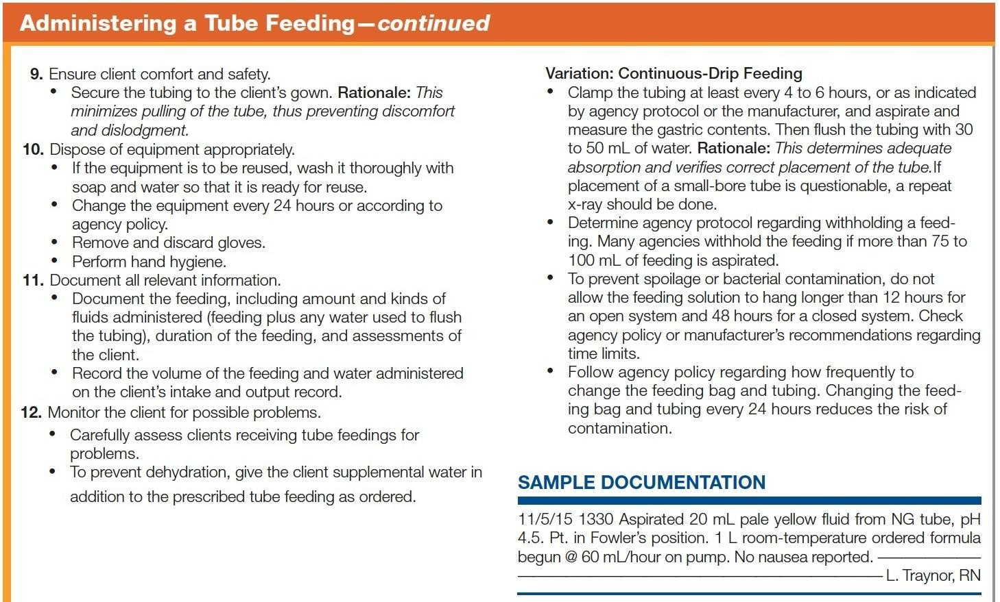 Administering a Tube Feeding—continued
9. Ensure client comfort and safety.
• Secure the tubing to the client's gown. Rationale: This
minimizes pulling of the tube, thus preventing discomfort
and dislodgment.
10. Dispose of equipment appropriately.
• If the equipment is to be reused, wash it thoroughly with
soap and water so that it is ready for reuse.
• Change the equipment every 24 hours or according to
agency policy.
• Remove and discard gloves.
• Perform hand hygiene.
11. Document all relevant information.
• Document the feeding, including amount and kinds of
fluids administered (feeding plus any water used to flush
the tubing), duration of the feeding, and assessments of
the client.
• Record the volume of the feeding and water administered
on the client's intake and output record.
12. Monitor the client for possible problems.
• Carefully assess clients receiving tube feedings for
problems.
• To prevent dehydration, give the client supplemental water in
addition to the prescribed tube feeding as ordered.
Variation: Continuous-Drip Feeding
• Clamp the tubing at least every 4 to 6 hours, or as indicated
by agency protocol or the manufacturer, and aspirate and
measure the gastric contents. Then flush the tubing with 30
to 50 mL of water. Rationale: This determines adequate
absorption and verifies correct placement of the tube.If
placement of a small-bore tube is questionable, a repeat
x-ray should be done.
• Determine agency protocol regarding withholding a feed-
ing. Many agencies withhold the feeding if more than 75 to
100 mL of feeding is aspirated.
• To prevent spoilage or bacterial contamination, do not
allow the feeding solution to hang longer than 12 hours for
an open system and 48 hours for a closed system. Check
agency policy or manufacturer's recommendations regarding
time limits.
• Follow agency policy regarding how frequently to
change the feeding bag and tubing. Changing the feed-
ing bag and tubing every 24 hours reduces the risk of
contamination.
SAMPLE DOCUMENTATION
11/5/15 1330 Aspirated 20 mL pale yellow fluid from NG tube, pH
4.5. Pt. in Fowler's position. 1 L room-temperature ordered formula
begun @ 60 mL/hour on pump. No nausea reported.
L. Traynor, RN